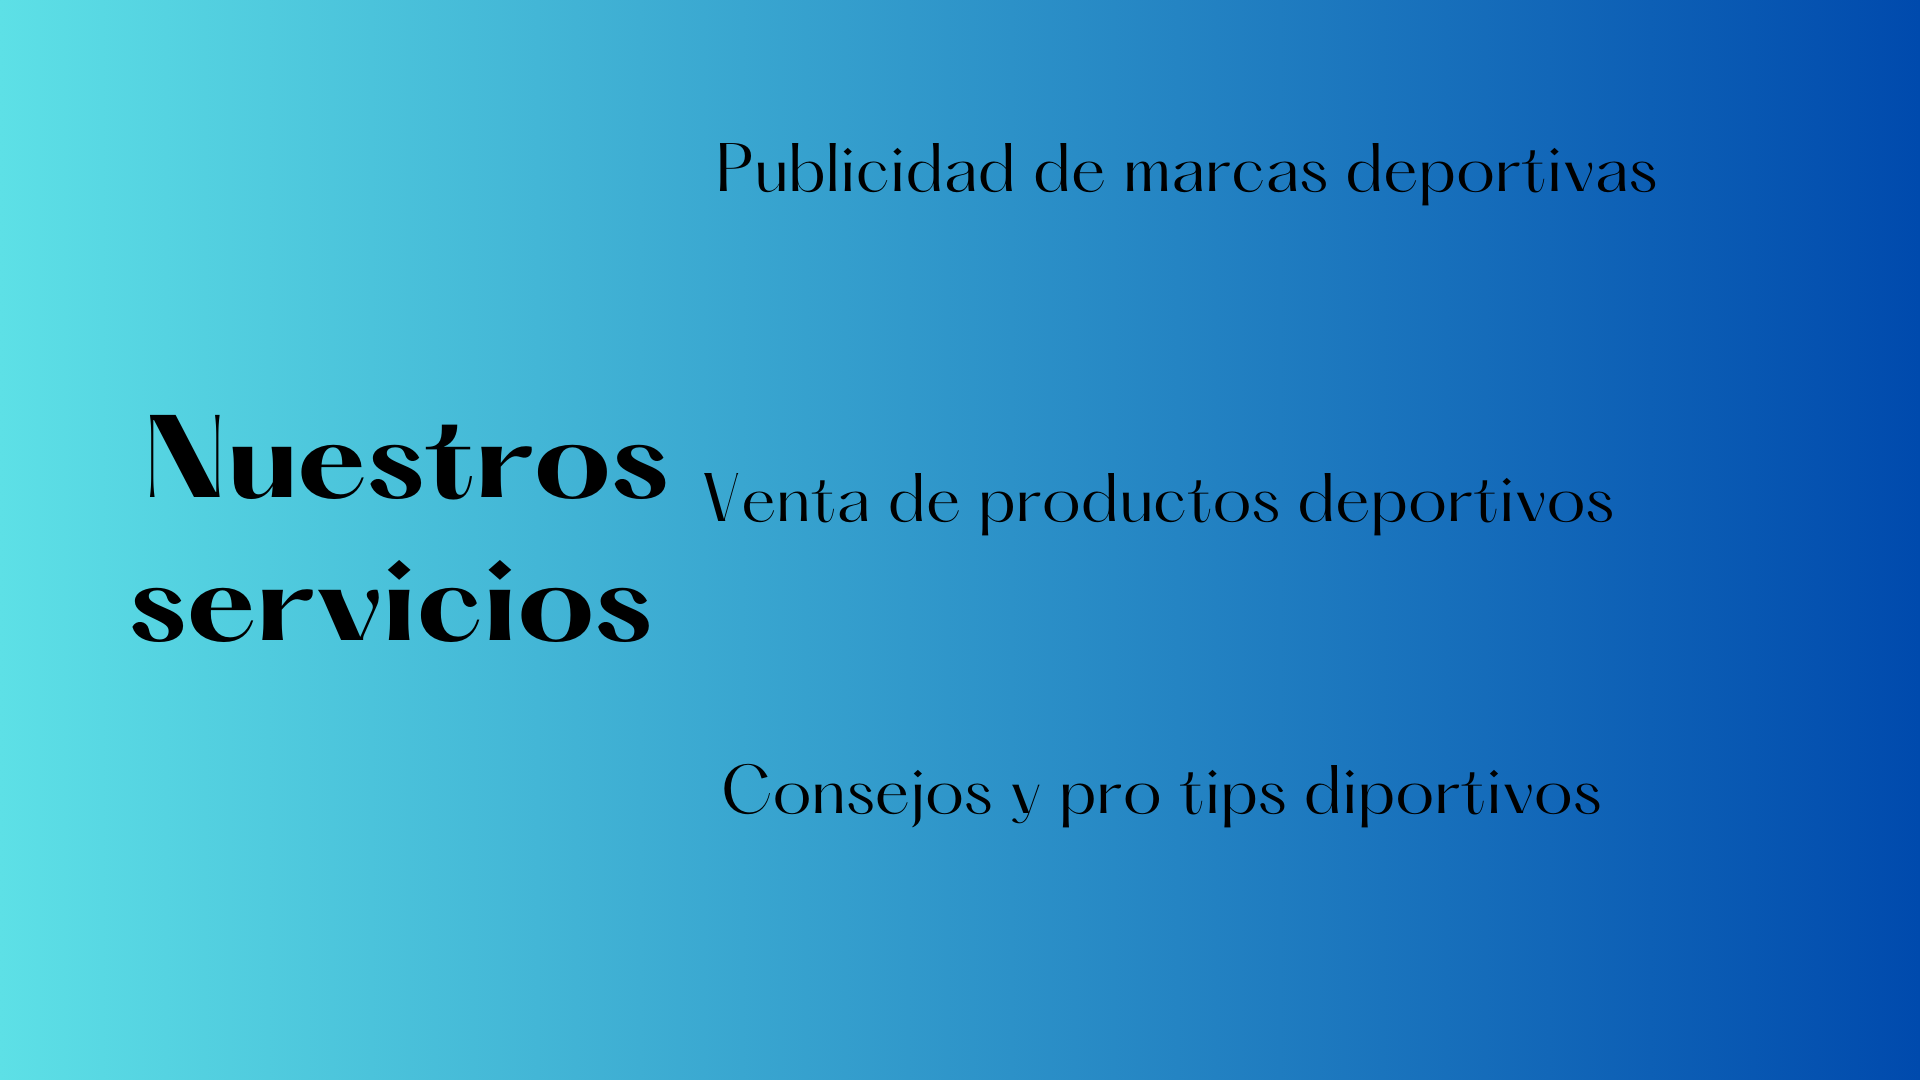 Nuestros
servicios
Publicidad de marcas deportivas
Venta de productos deportivos
Consejos y pro tips diportivos